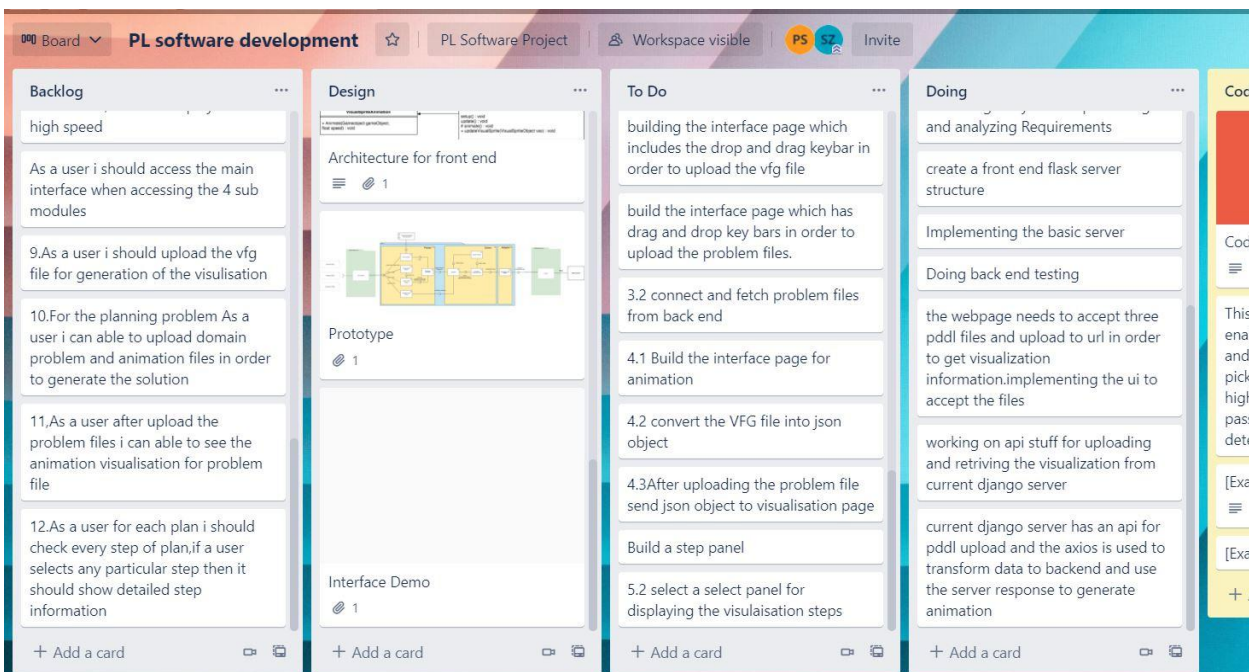 Board
PL software development
PL Software Project
Workspace visible
PS
SZ
Invite
Backlog
high speed
As a user i should access the main
interface when accessing the 4 sub
modules
9.As a user i should upload the vfg
file for generation of the visulisation
10.For the planning problem As a
user i can able to upload domain
problem and animation files in order
to generate the solution
11,As a user after upload the
problem files i can able to see the
animation visualisation for problem
file
12.As a user for each plan i should
check every step of plan,if a user
selects any particular step then it
should show detailed step
information
+ Add a card
Design
Architecture for front end
1
Prototype
1
Interface Demo
1
+ Add a card
To Do
building the interface page which
includes the drop and drag keybar in
order to upload the vfg file
build the interface page which has
drag and drop key bars in order to
upload the problem files.
3.2 connect and fetch problem files
from back end
4.1 Build the interface page for
animation
4.2 convert the VFG file into json
object
4.3After uploading the problem file
send json object to visualisation page
Build a step panel
5.2 select a select panel for
displaying the visulaisation steps
+ Add a card
Doing
and analyzing Requirements
create a front end flask server
structure
Implementing the basic server
Doing back end testing
the webpage needs to accept three
pddl files and upload to url in order
to get visualization
information.implementing the ui to
accept the files
working on api stuff for uploading
and retriving the visualization from
current django server
current django server has an api for
pddl upload and the axios is used to
transform data to backend and use
the server response to generate
animation
+ Add a card
Cod
Cod
This
ena
and
pick
high
pas
dete
[Exa
[Exa
+